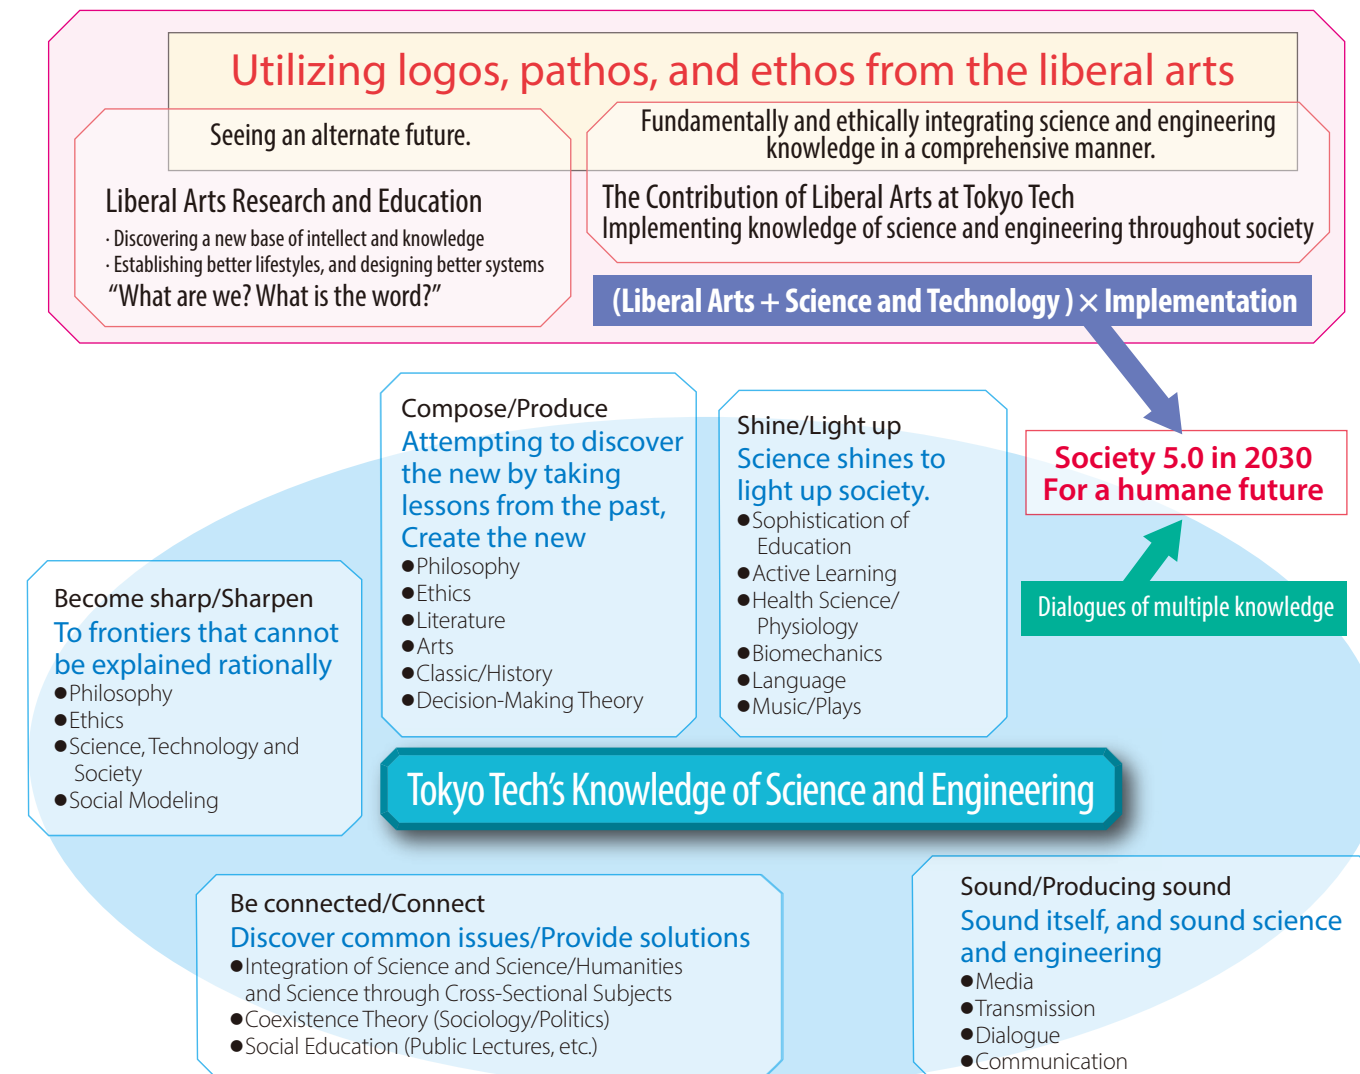 Utilizing logos, pathos, and ethos from the liberal arts
Seeing an alternate future.
Fundamentally and ethically integrating science and engineering
knowledge in a comprehensive manner.
Liberal Arts Research and Education
· Discovering a new base of intellect and knowledge
· Establishing better lifestyles, and designing better systems
“What are we? What is the word?”
The Contribution of Liberal Arts at Tokyo Tech
Implementing knowledge of science and engineering throughout society
(Liberal Arts + Science and Technology ) × Implementation
Compose/Produce
Attempting to discover
the new by taking
lessons from the past,
Create the new
●Philosophy
●Ethics
●Literature
●Arts
●Classic/History
●Decision-Making Theory
Shine/Light up
Science shines to
light up society.
●Sophistication of
Education
●Active Learning
●Health Science/
Physiology
●Biomechanics
●Language
●Music/Plays
Society 5.0 in 2030
For a humane future
Dialogues of multiple knowledge
Become sharp/Sharpen
To frontiers that cannot
be explained rationally
●Philosophy
●Ethics
●Science, Technology and
Society
●Social Modeling
Tokyo Tech’s Knowledge of Science and Engineering
Be connected/Connect
Discover common issues/Provide solutions
●Integration of Science and Science/Humanities
and Science through Cross-Sectional Subjects
●Coexistence Theory (Sociology/Politics)
●Social Education (Public Lectures, etc.)
Sound/Producing sound
Sound itself, and sound science
and engineering
●Media
●Transmission
●Dialogue
●Communication